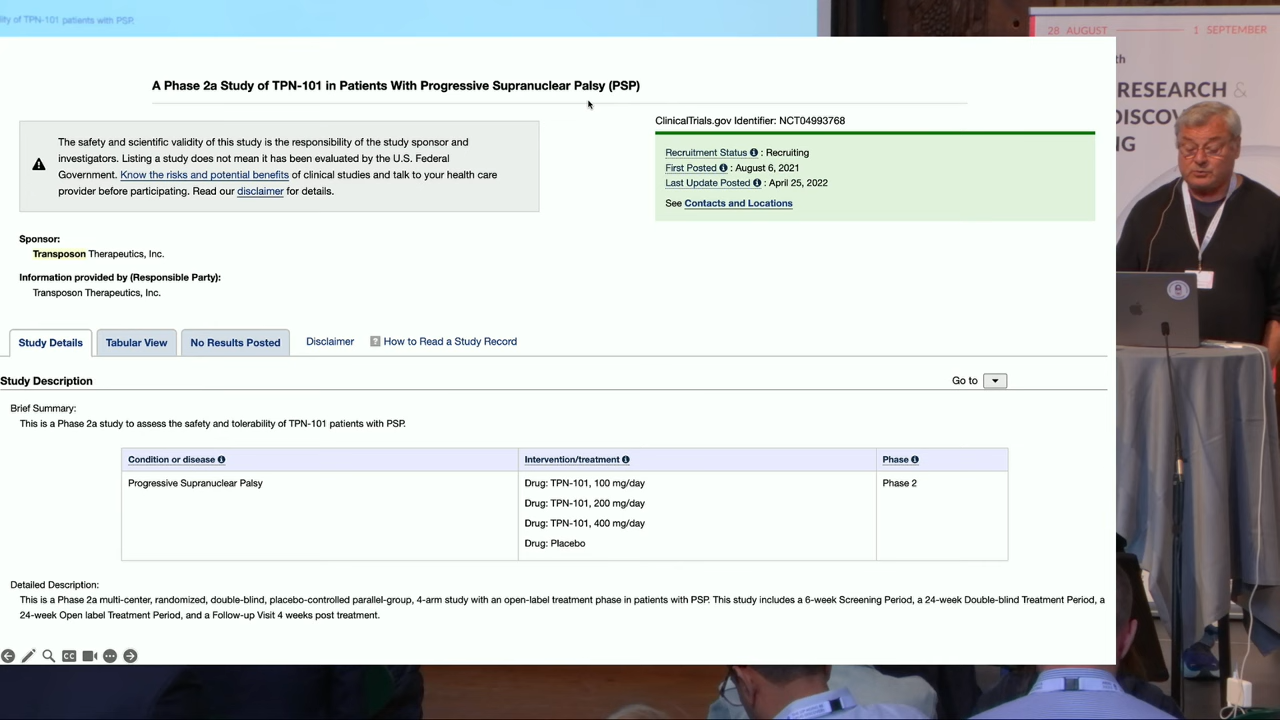 lity of TPN-101 patients with PSP.
28 AUGUST 1 SEPTEMBER
th
RESEARCH &
DISCOV
NG
A Phase 2a Study of TPN-101 in Patients With Progressive Supranuclear Palsy (PSP)
The safety and scientific validity of this study is the responsibility of the study sponsor and
investigators. Listing a study does not mean it has been evaluated by the U.S. Federal
Government. Know the risks and potential benefits of clinical studies and talk to your health care
provider before participating. Read our disclaimer for details.
ClinicalTrials.gov Identifier: NCT04993768
Recruitment Status : Recruiting
First Posted : August 6, 2021
Last Update Posted : April 25, 2022
See Contacts and Locations
Sponsor:
Transposon Therapeutics, Inc.
Information provided by (Responsible Party):
Transposon Therapeutics, Inc.
Study Details Tabular View No Results Posted Disclaimer ? How to Read a Study Record
Study Description
Go to
Brief Summary:
This is a Phase 2a study to assess the safety and tolerability of TPN-101 patients with PSP.
Condition or disease Intervention/treatment Phase
Progressive Supranuclear Palsy Drug: TPN-101, 100 mg/day Phase 2
Drug: TPN-101, 200 mg/day
Drug: TPN-101, 400 mg/day
Drug: Placebo
Detailed Description:
This is a Phase 2a multi-center, randomized, double-blind, placebo-controlled parallel-group, 4-arm study with an open-label treatment phase in patients with PSP. This study includes a 6-week Screening Period, a 24-week Double-blind Treatment Period, a
24-week Open label Treatment Period, and a Follow-up Visit 4 weeks post treatment.
CC